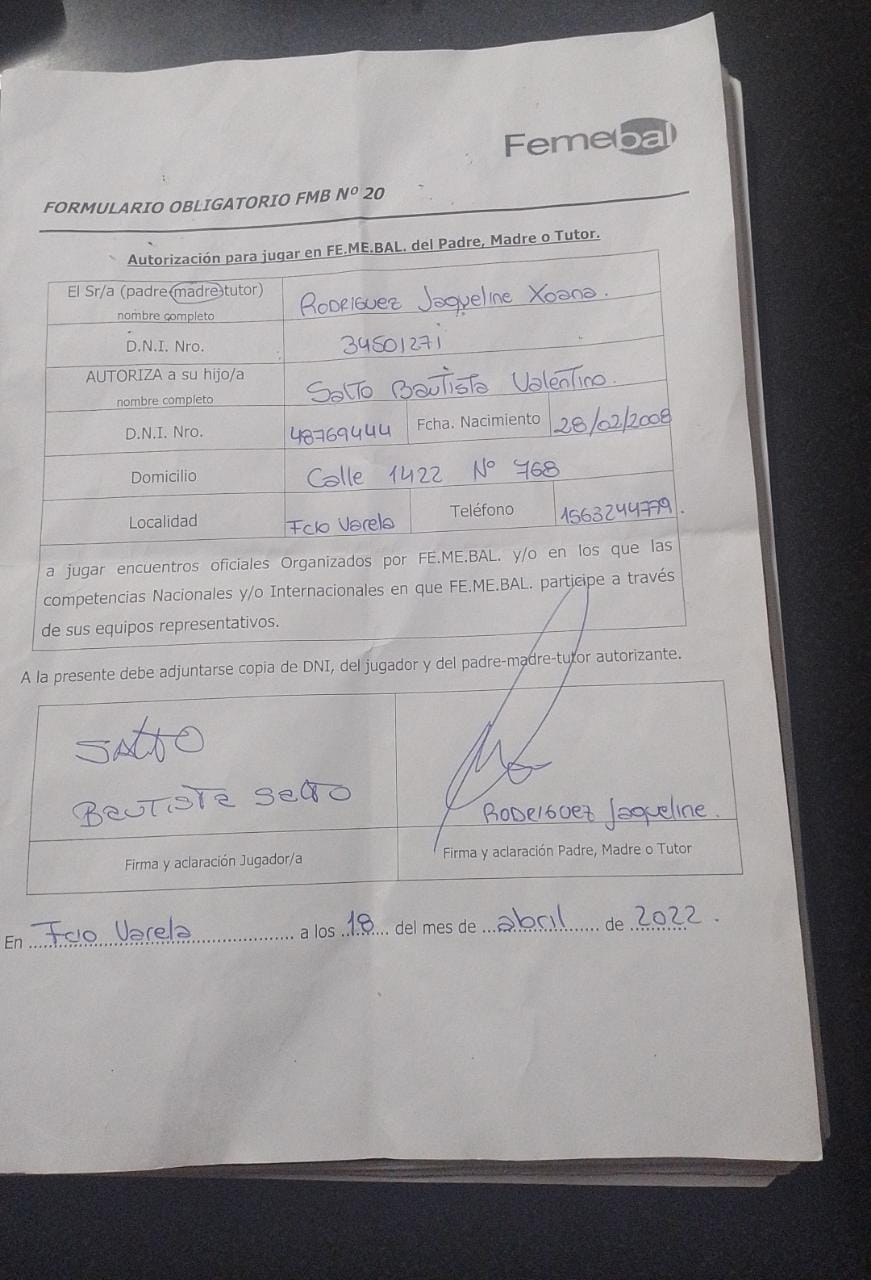 Femebal
FORMULARIO OBLIGATORIO FMB Nº 20
Autorización para jugar en FE.ME.BAL. del Padre, Madre o Tutor.
El Sr/a (padre-madre-tutor) Rodriguez Jaqueline Xoana.
nombre completo
D.N.I. Nro. 34501271
AUTORIZA a su hijo/a Salto Bautista Valentino.
nombre completo
D.N.I. Nro. 48769444 Fcha. Nacimiento 28/02/2008
Domicilio Calle 1422 Nº 768
Localidad Fcio Varela Teléfono 1563244779.
a jugar encuentros oficiales Organizados por FE.ME.BAL. y/o en los que las
competencias Nacionales y/o Internacionales en que FE.ME.BAL. participe a través
de sus equipos representativos.
A la presente debe adjuntarse copia de DNI, del jugador y del padre-madre-tutor autorizante.
SALTO
Bautista Salto Rodriguez Jaqueline.
Firma y aclaración Jugador/a Firma y aclaración Padre, Madre o Tutor
En Fcio Varela a los 18 del mes de abril de 2022.